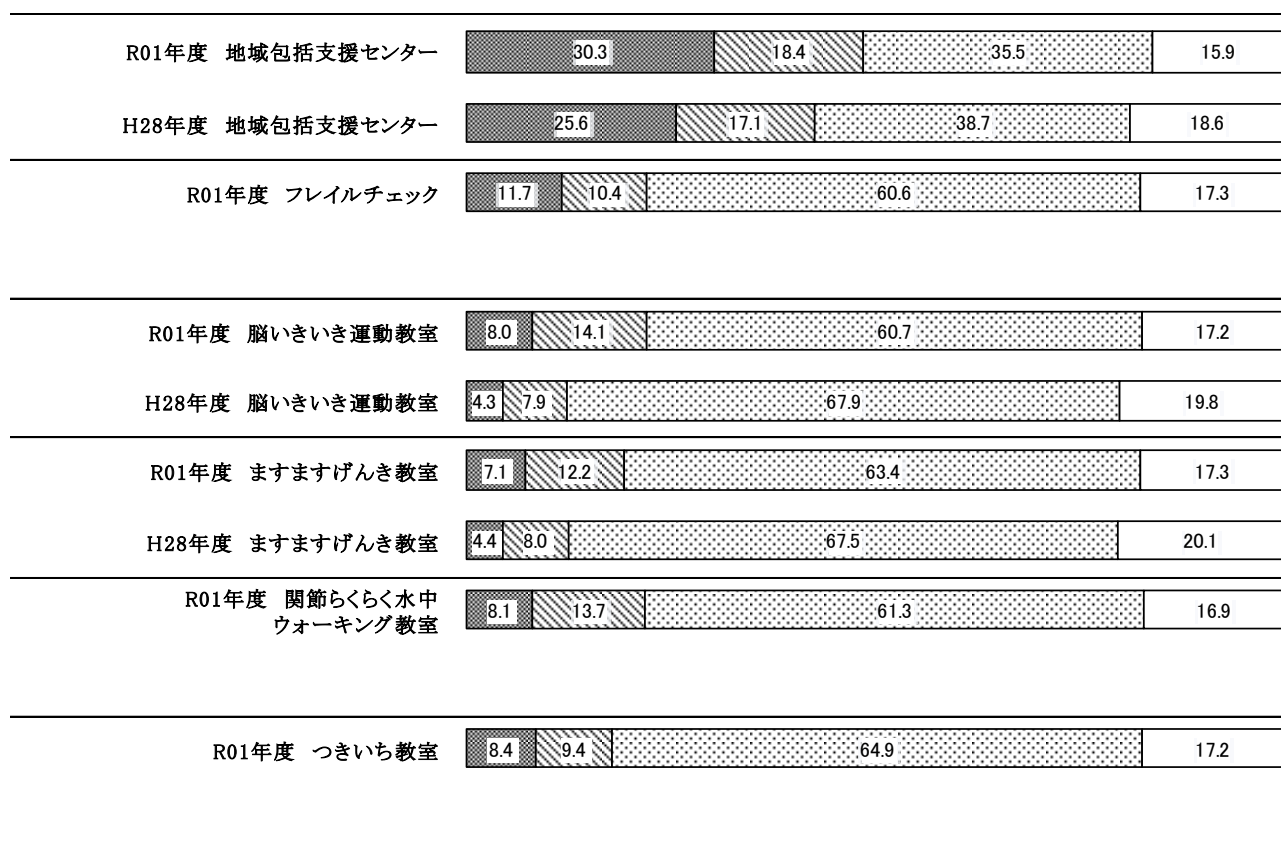 R01年度 地域包括支援センター 30.3 18.4 35.5 15.9
H28年度 地域包括支援センター 25.6 17.1 38.7 18.6
R01年度 フレイルチェック 11.7 10.4 60.6 17.3
R01年度 脳いきいき運動教室 8.0 14.1 60.7 17.2
H28年度 脳いきいき運動教室 4.3 7.9 67.9 19.8
R01年度 ますますげんき教室 7.1 12.2 63.4 17.3
H28年度 ますますげんき教室 4.4 8.0 67.5 20.1
R01年度 関節らくらく水中
ウォーキング教室 8.1 13.7 61.3 16.9
R01年度 つきいち教室 8.4 9.4 64.9 17.2